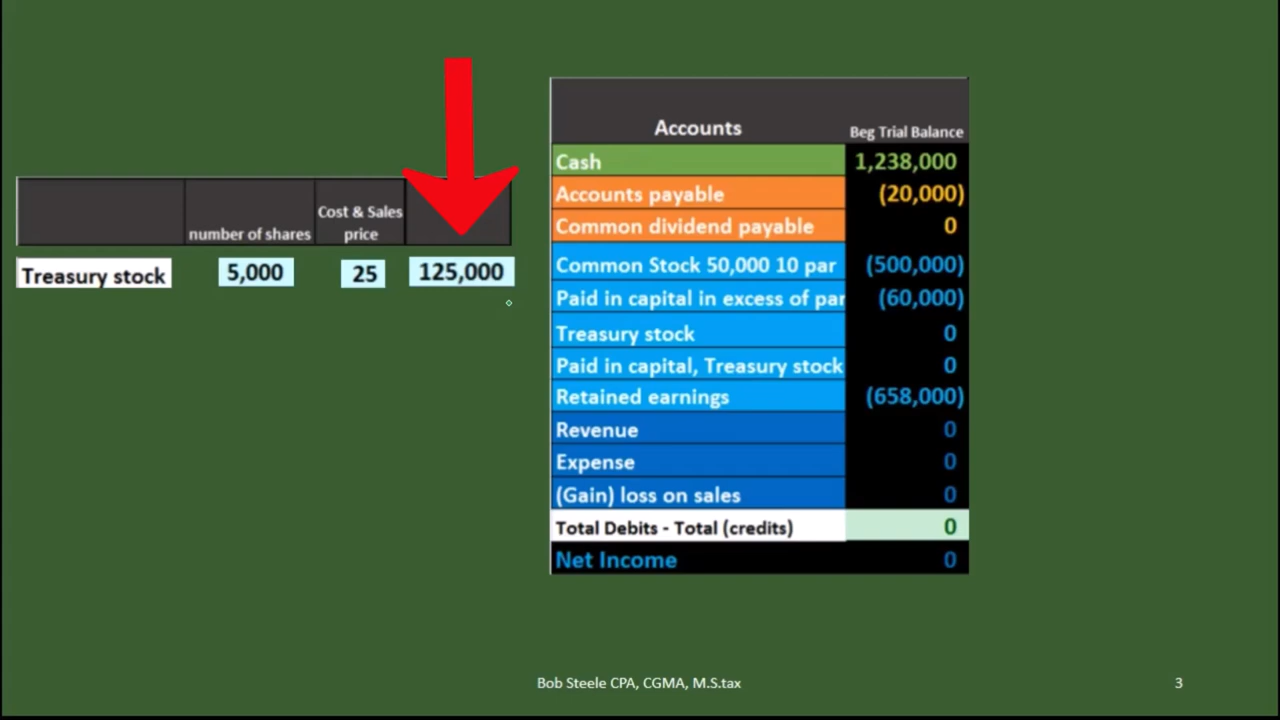 Cost & Sales
number of shares price
Treasury stock 5,000 25 125,000
Accounts Beg Trial Balance
Cash 1,238,000
Accounts payable (20,000)
Common dividend payable 0
Common Stock 50,000 10 par (500,000)
Paid in capital in excess of par (60,000)
Treasury stock 0
Paid in capital, Treasury stock 0
Retained earnings (658,000)
Revenue 0
Expense 0
(Gain) loss on sales 0
Total Debits - Total (credits) 0
Net Income 0
Bob Steele CPA, CGMA, M.S.tax 3